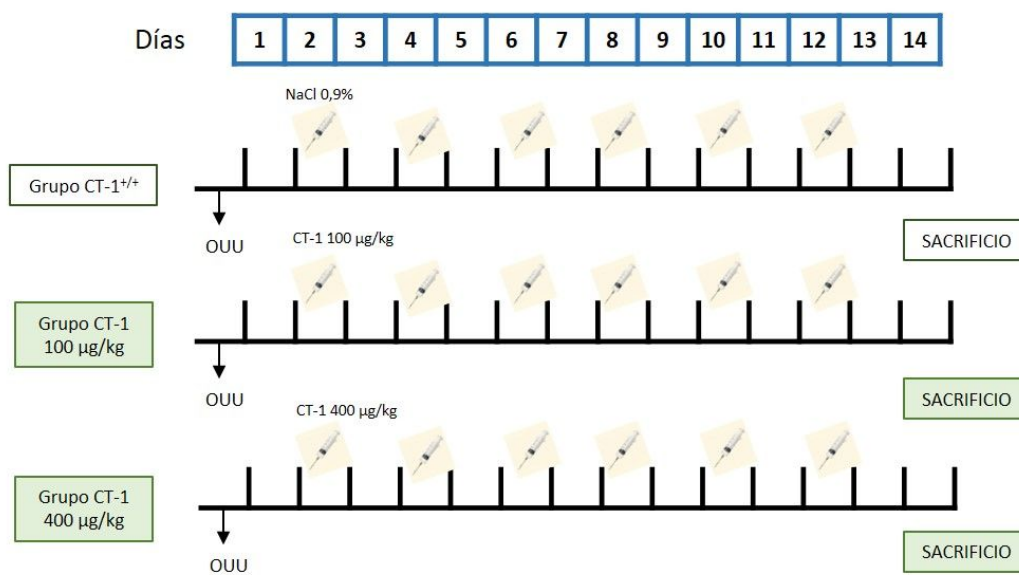 Días 1 2 3 4 5 6 7 8 9 10 11 12 13 14
NaCl 0,9%
Grupo CT-1+/+
OUU
SACRIFICIO
CT-1 100 µg/kg
Grupo CT-1
100 µg/kg
OUU
SACRIFICIO
CT-1 400 µg/kg
Grupo CT-1
400 µg/kg
OUU
SACRIFICIO